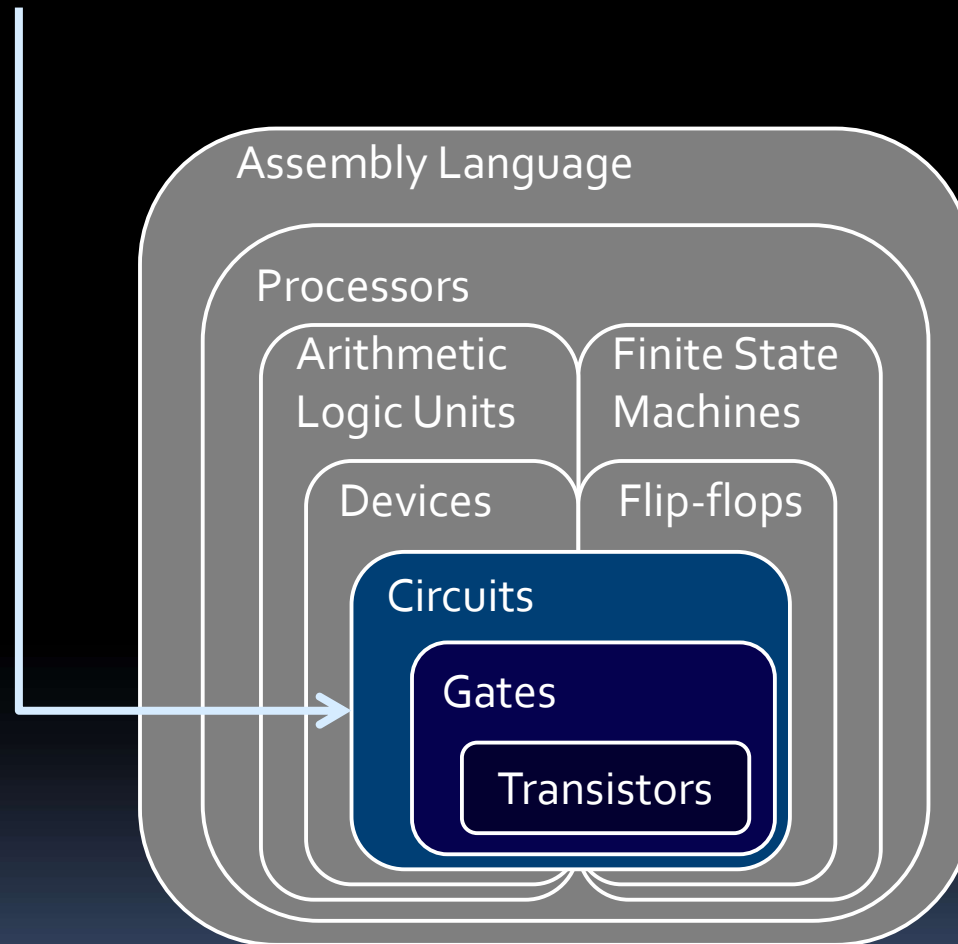 Assembly Language
Processors
Arithmetic
Logic Units
Finite State
Machines
Devices
Flip-flops
Circuits
Gates
Transistors